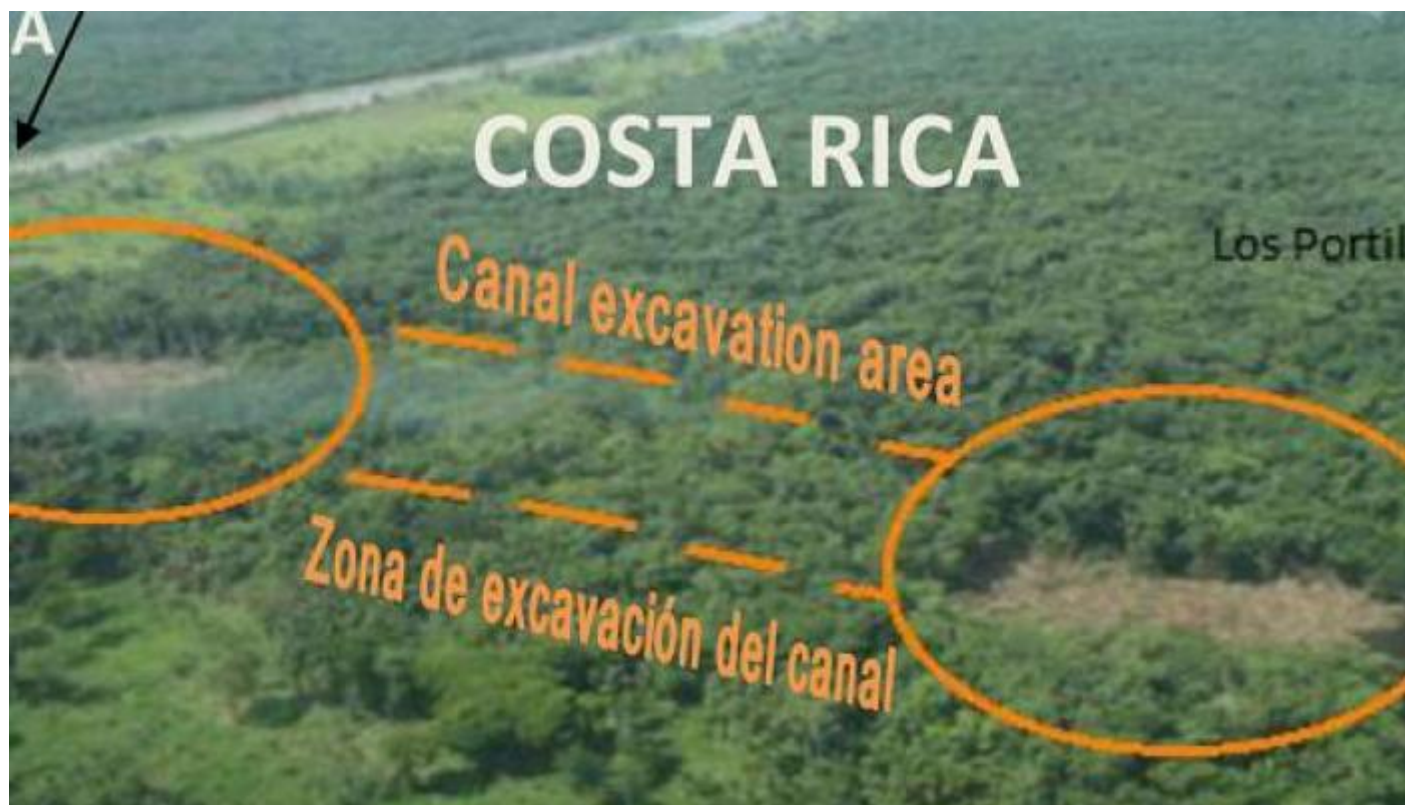 A
COSTA RICA
Los Portil
Canal excavation area
Zona de excavación del canal